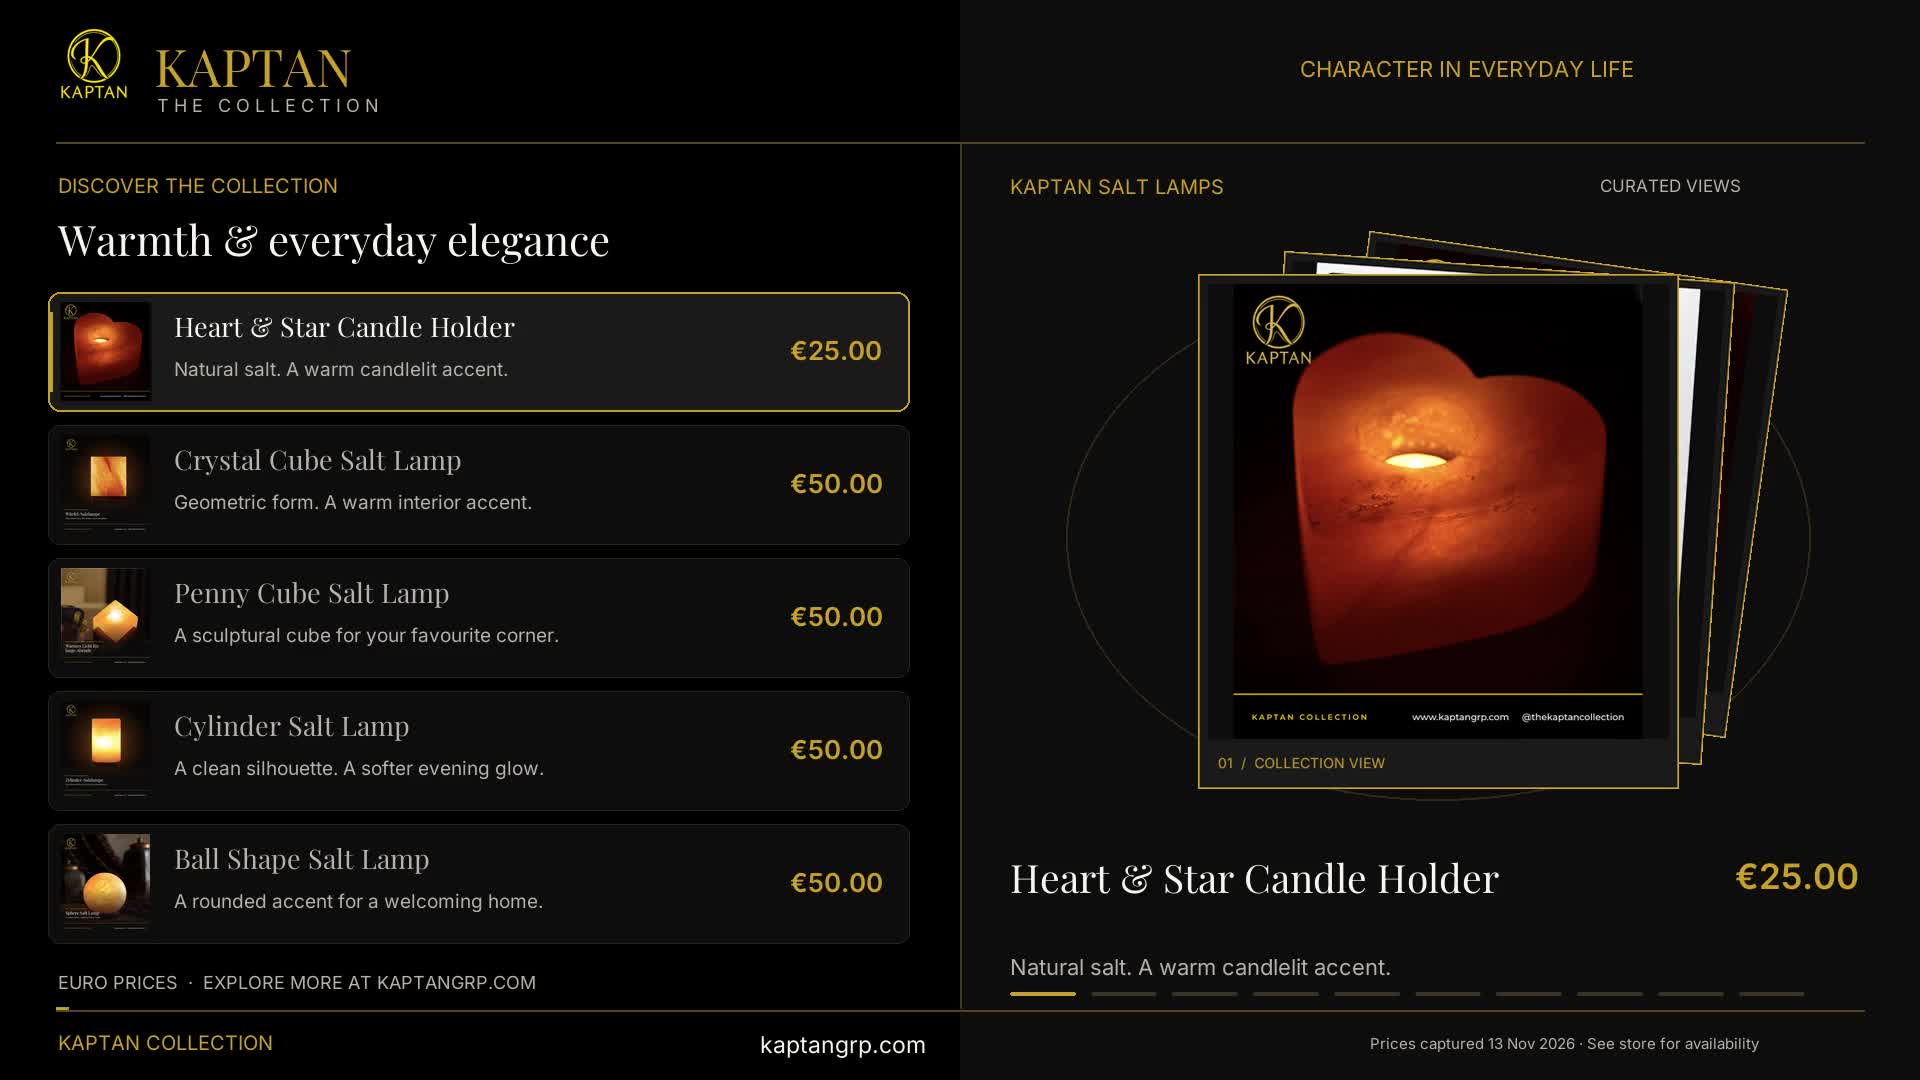 KAPTAN
KAPTAN
THE COLLECTION
CHARACTER IN EVERYDAY LIFE
DISCOVER THE COLLECTION
Warmth & everyday elegance
Heart & Star Candle Holder
Natural salt. A warm candlelit accent.
€25.00
Crystal Cube Salt Lamp
Geometric form. A warm interior accent.
€50.00
Penny Cube Salt Lamp
A sculptural cube for your favourite corner.
€50.00
Cylinder Salt Lamp
A clean silhouette. A softer evening glow.
€50.00
Ball Shape Salt Lamp
A rounded accent for a welcoming home.
€50.00
EURO PRICES · EXPLORE MORE AT KAPTANGRP.COM
KAPTAN SALT LAMPS
CURATED VIEWS
KAPTAN
KAPTAN COLLECTION
www.kaptangrp.com @thekaptancollection
01 / COLLECTION VIEW
Heart & Star Candle Holder
€25.00
Natural salt. A warm candlelit accent.
KAPTAN COLLECTION
kaptangrp.com
Prices captured 13 Nov 2026 · See store for availability